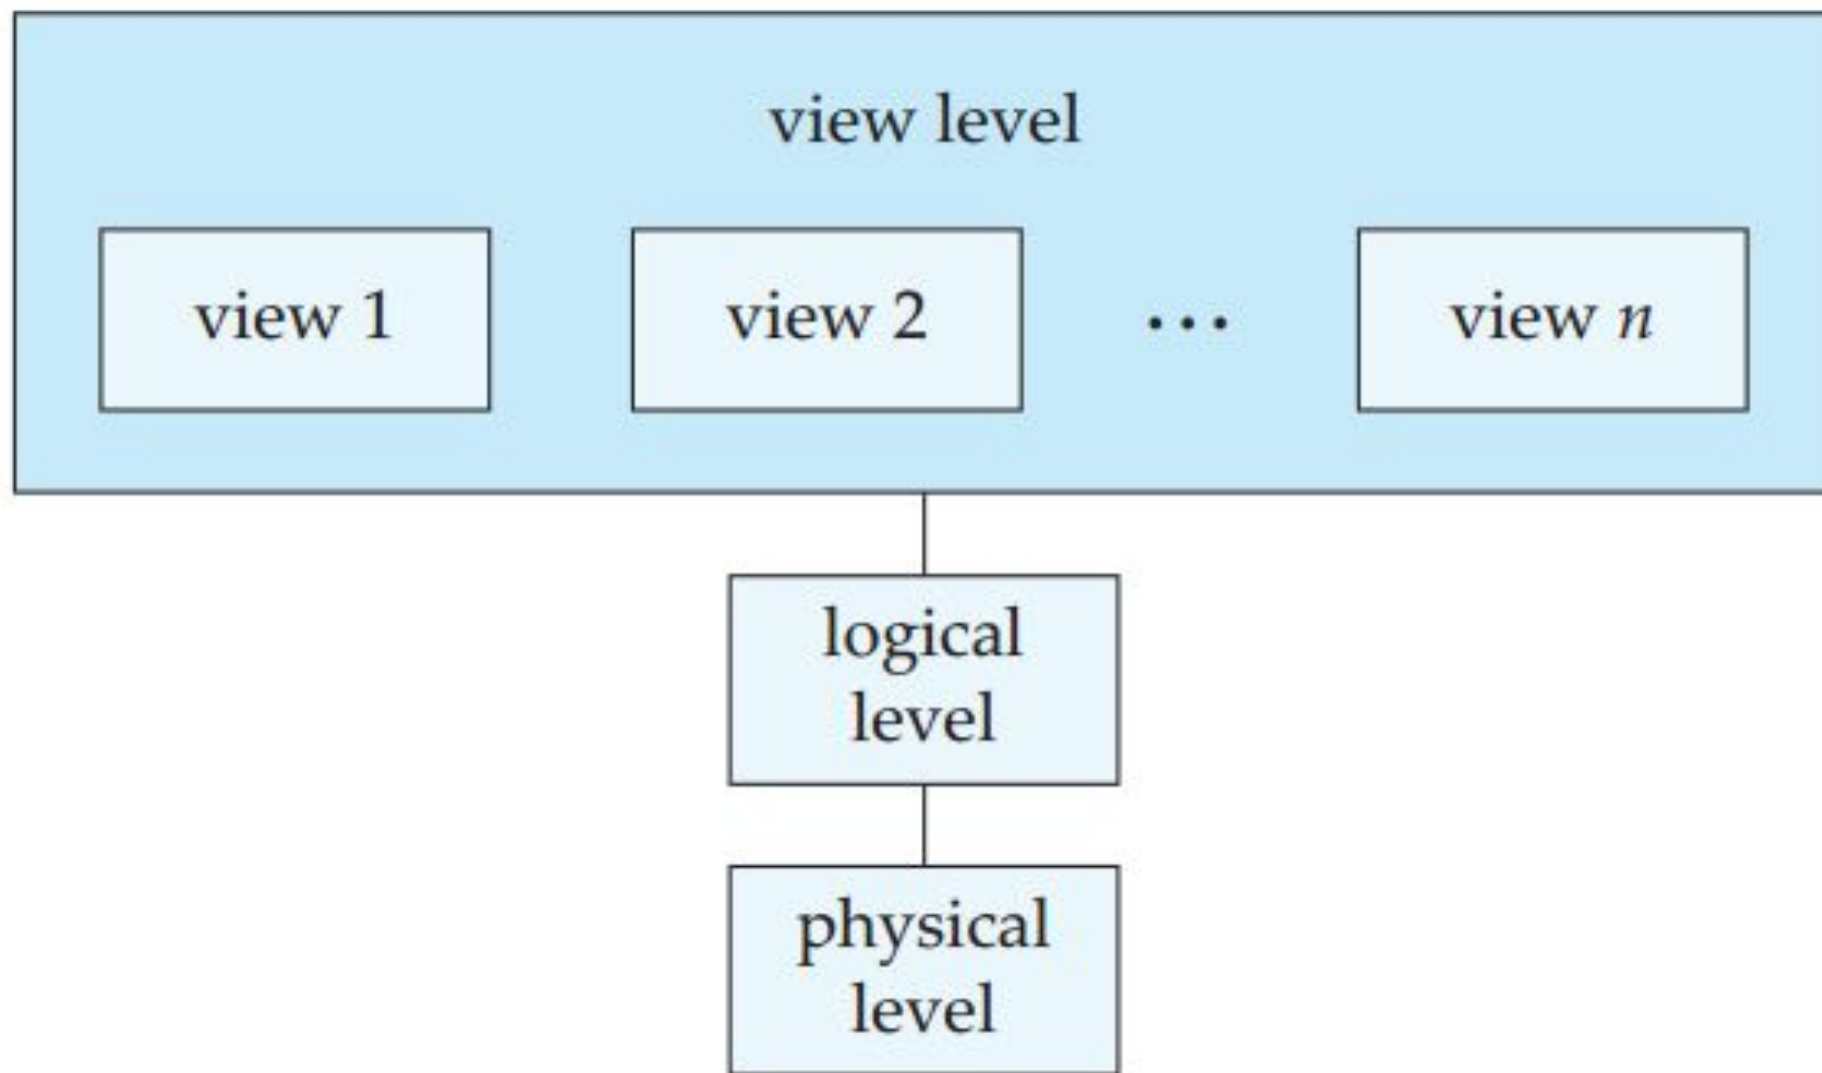 view level
view 1
view 2
...
view n
logical
level
physical
level